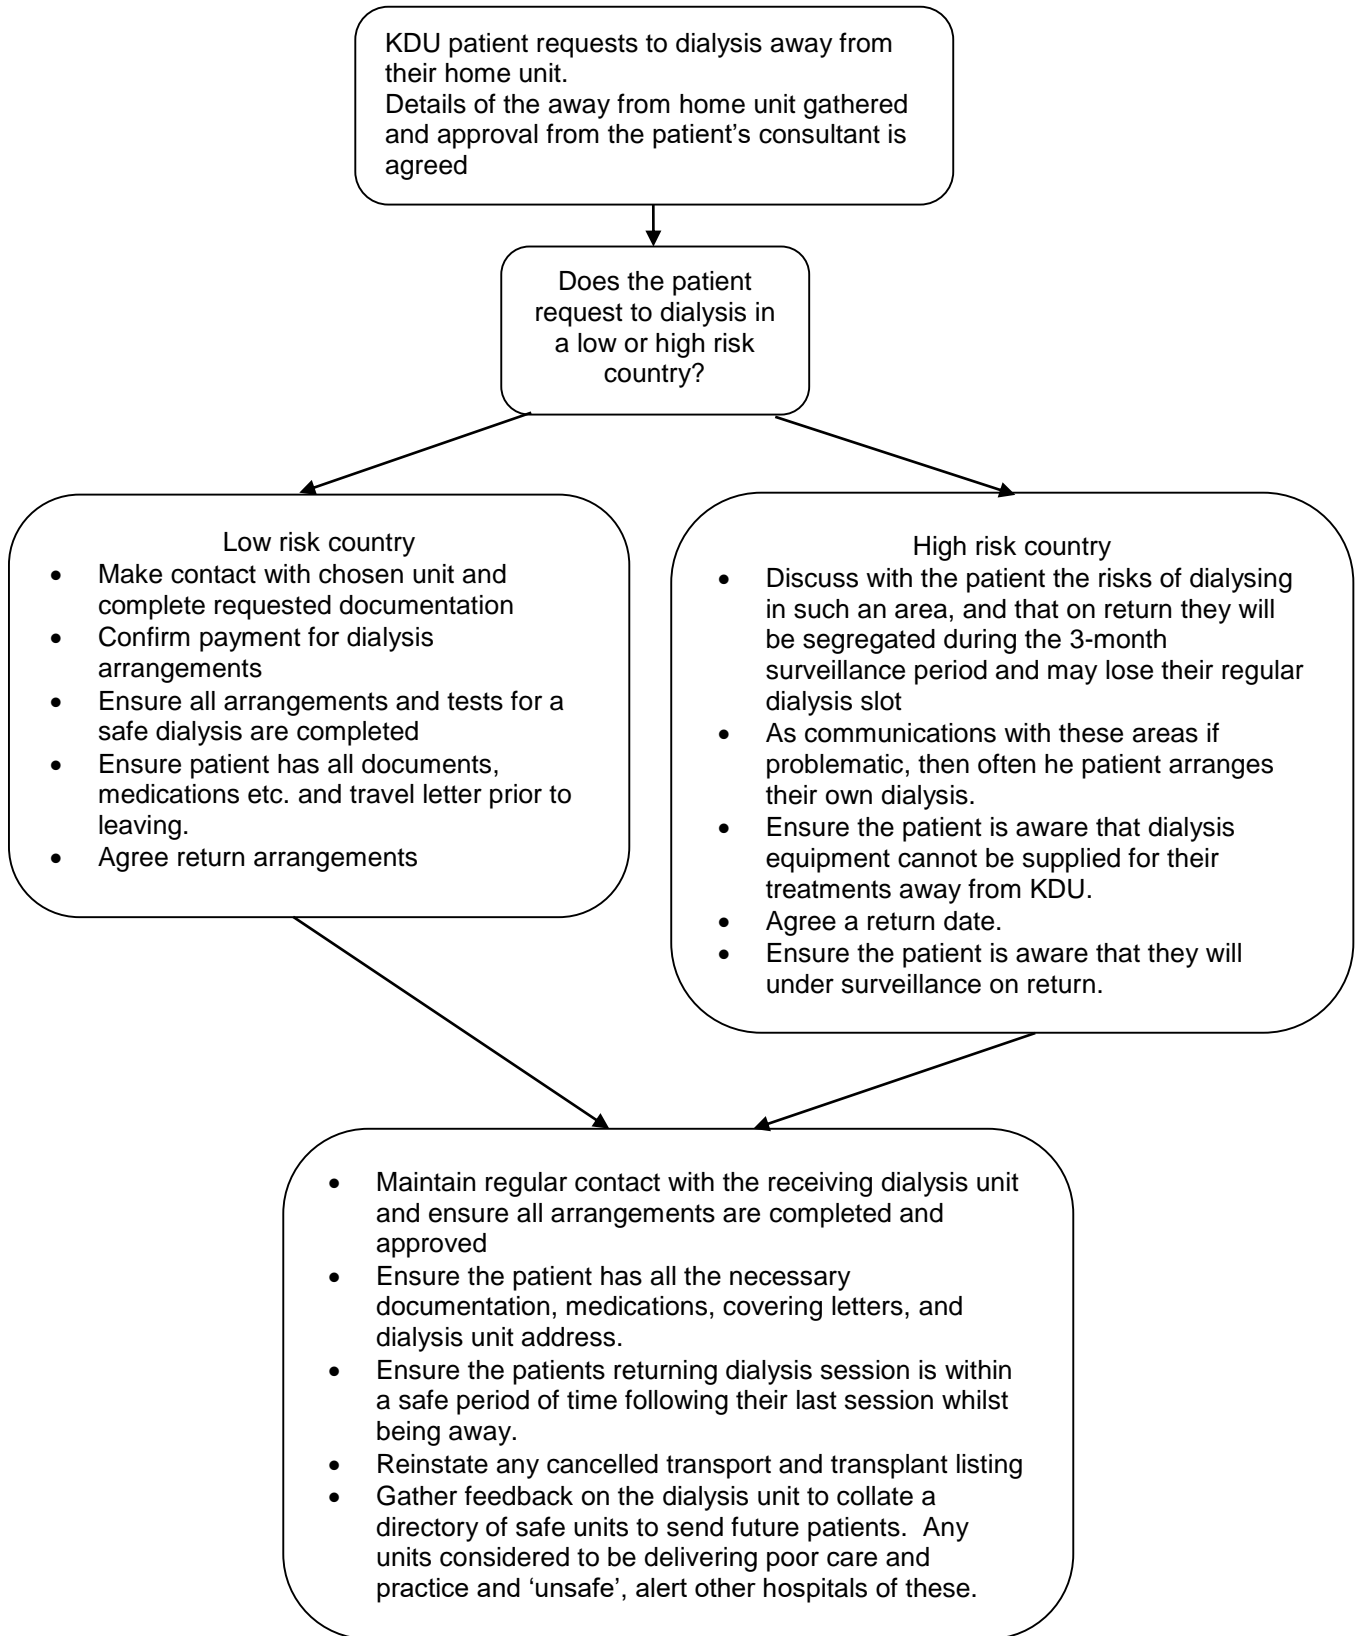 KDU patient requests to dialysis away from
their home unit.
Details of the away from home unit gathered
and approval from the patient’s consultant is
agreed
Does the patient
request to dialysis in
a low or high risk
country?
Low risk country
• Make contact with chosen unit and
complete requested documentation
• Confirm payment for dialysis
arrangements
• Ensure all arrangements and tests for a
safe dialysis are completed
• Ensure patient has all documents,
medications etc. and travel letter prior to
leaving.
• Agree return arrangements
High risk country
• Discuss with the patient the risks of dialysing
in such an area, and that on return they will
be segregated during the 3-month
surveillance period and may lose their regular
dialysis slot
• As communications with these areas if
problematic, then often he patient arranges
their own dialysis.
• Ensure the patient is aware that dialysis
equipment cannot be supplied for their
treatments away from KDU.
• Agree a return date.
• Ensure the patient is aware that they will
under surveillance on return.
• Maintain regular contact with the receiving dialysis unit
and ensure all arrangements are completed and
approved
• Ensure the patient has all the necessary
documentation, medications, covering letters, and
dialysis unit address.
• Ensure the patients returning dialysis session is within
a safe period of time following their last session whilst
being away.
• Reinstate any cancelled transport and transplant listing
• Gather feedback on the dialysis unit to collate a
directory of safe units to send future patients.  Any
units considered to be delivering poor care and
practice and ‘unsafe’, alert other hospitals of these.